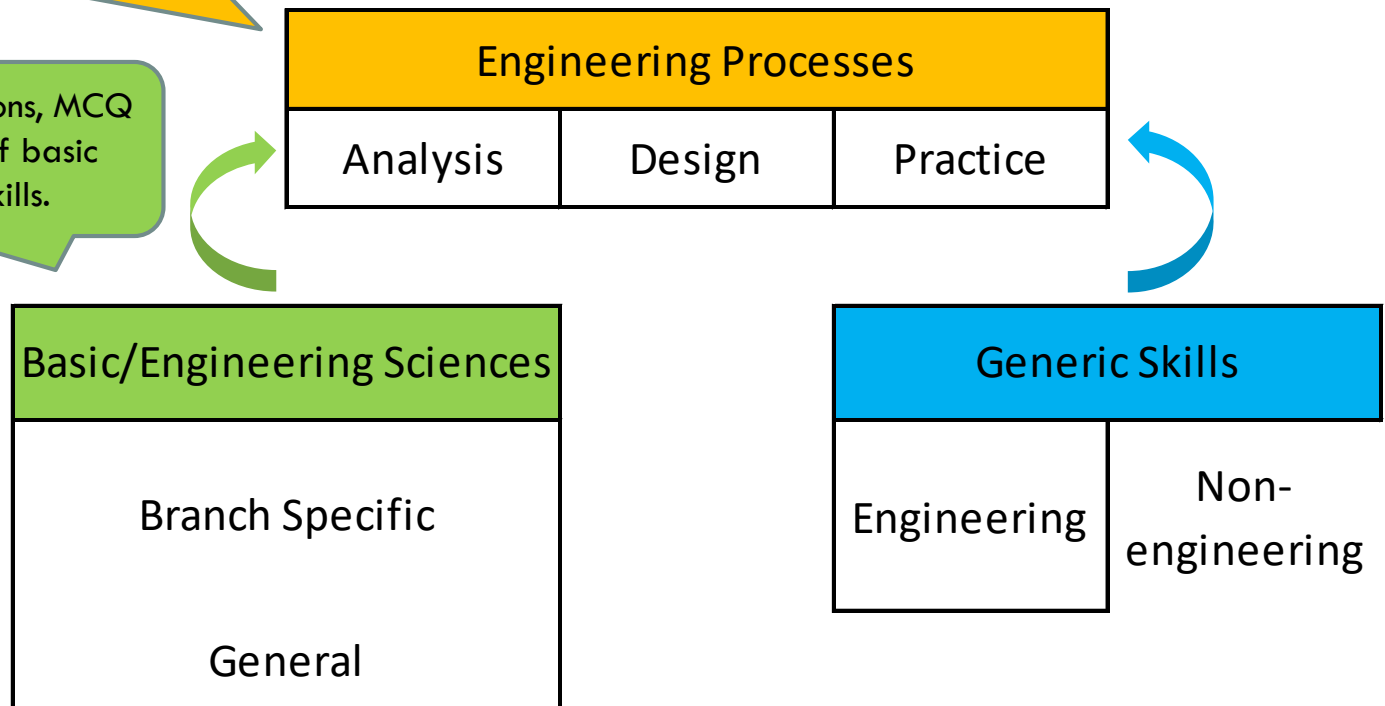 Engineering Processes
ons, MCQ
f basic
kills.
Analysis Design Practice
Basic/Engineering Sciences
Generic Skills
Branch Specific
Engineering
Non-
engineering
General